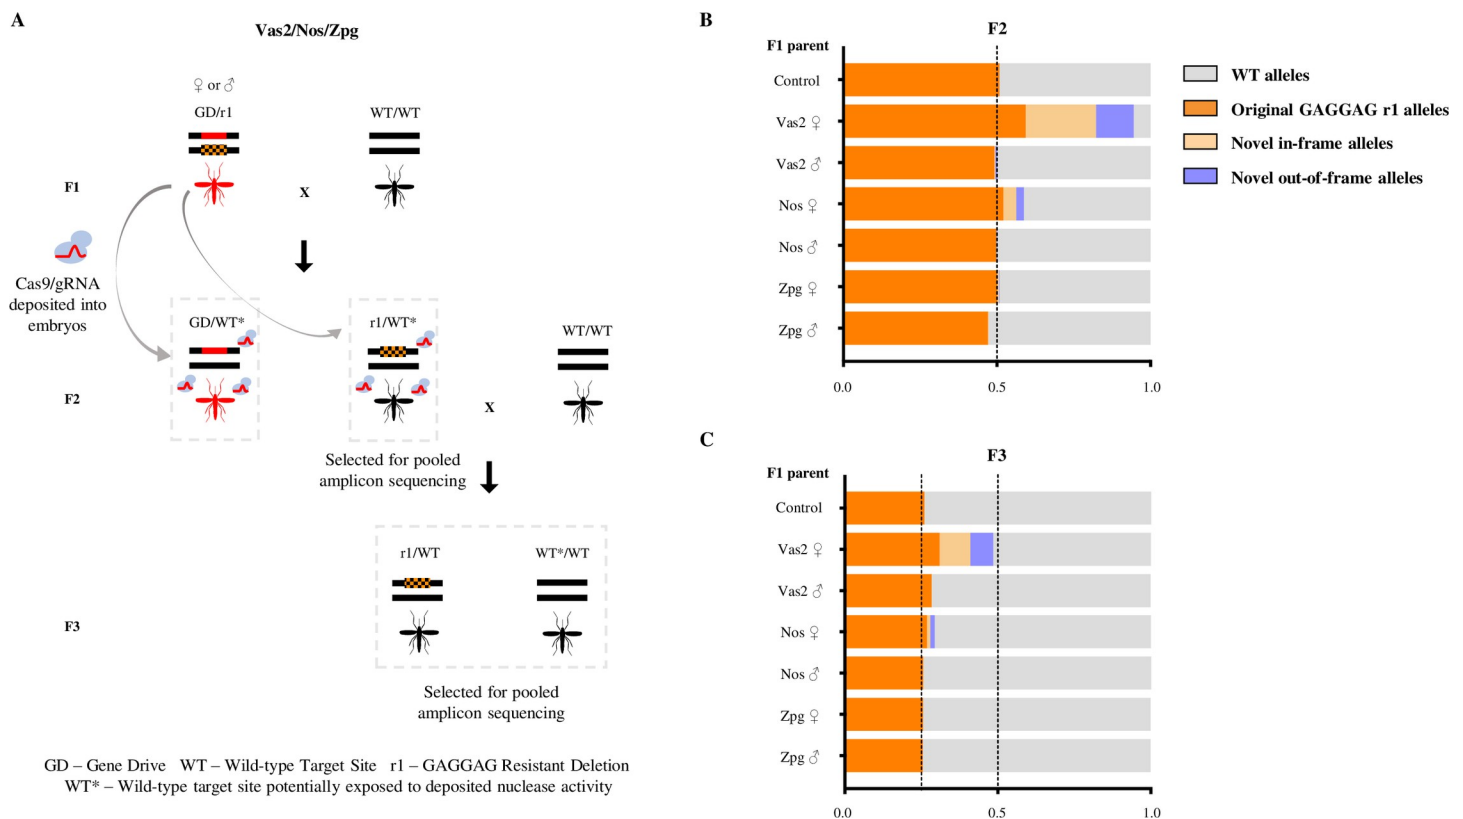 A
Vas2/Nos/Zpg
♀ or ♂
GD/r1
WT/WT
F1
X
Cas9/gRNA
deposited into
embryos
GD/WT*
r1/WT*
WT/WT
F2
X
Selected for pooled
amplicon sequencing
r1/WT
WT*/WT
F3
Selected for pooled
amplicon sequencing
GD – Gene Drive WT – Wild-type Target Site r1 – GAGGAG Resistant Deletion
WT* – Wild-type target site potentially exposed to deposited nuclease activity
B
F2
F1 parent
Control
Vas2 ♀
Vas2 ♂
Nos ♀
Nos ♂
Zpg ♀
Zpg ♂
0.0 0.5 1.0
WT alleles
Original GAGGAG r1 alleles
Novel in-frame alleles
Novel out-of-frame alleles
C
F3
F1 parent
Control
Vas2 ♀
Vas2 ♂
Nos ♀
Nos ♂
Zpg ♀
Zpg ♂
0.0 0.5 1.0